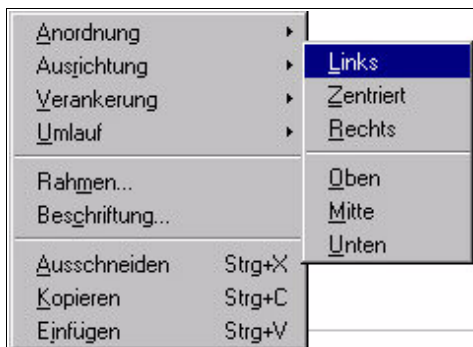 Anordnung
Ausrichtung
Verankerung
Umlauf
Rahmen...
Beschriftung...
Ausschneiden Strg+X
Kopieren Strg+C
Einfügen Strg+V
Links
Zentriert
Rechts
Oben
Mitte
Unten